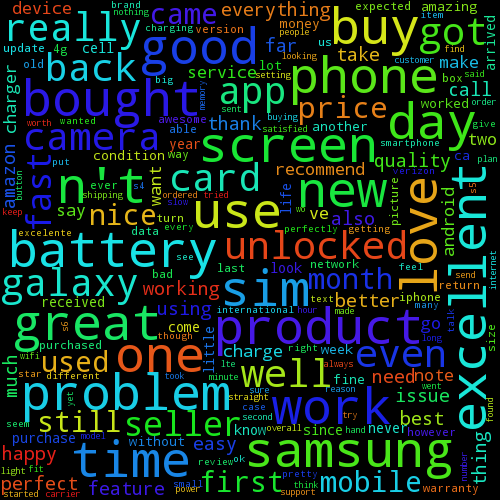 device
really
came
everything
buy
got
brand
nothing
charging
money
people
version
expected
amazing
item
find
said
update
4g
cell
back
good
far
us
take
make
arrived
old
big
service
lot
looking
setting
customer
box
order
give
charger
bought
app
phone
day
call
worth
wanted
awesome
memory
sent
buying
satisfied
price
worked
smartphone
amazon
put
able
year
thank
another
two
plan
button
condition
way
camera
screen
quality
ca
verizon
fast
n't
ever
s4
ordered
tried
life
recommend
keep
shipping
slow
card
new
love
android
excellent
say
nice
turn
every
want
use
ve
also
picture
s5
excelente
data
see
perfectly
wo
getting
battery
bad
last
look
unlocked
network
feel
send
return
internet
galaxy
received
working
sim
month
better
text
iphone
many
s6
using
little
international
hour
made
go
long
talk
size
great
purchased
come
product
though
wifi
star
different
used
one
charge
right
week
even
lte
minute
always
need
note
much
yet
took
well
fine
issue
seem
problem
work
sure
straight
case
reason
try
went
still
seller
second
hand
know
since
never
best
thing
happy
purchase
model
without
easy
overall
however
number
found
light
fit
time
review
ok
samsung
perfect
feature
small
pretty
first
think
mobile
warranty
started
carrier
power
support